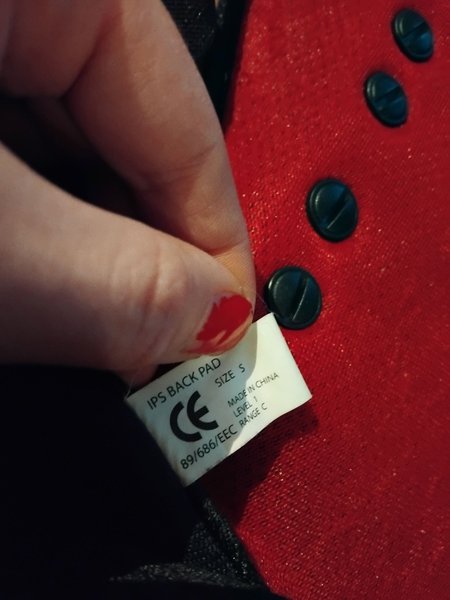 IPS BACK PAD
SIZE S
CE
MADE IN CHINA
LEVEL 1
RANGE C
89/686/EEC